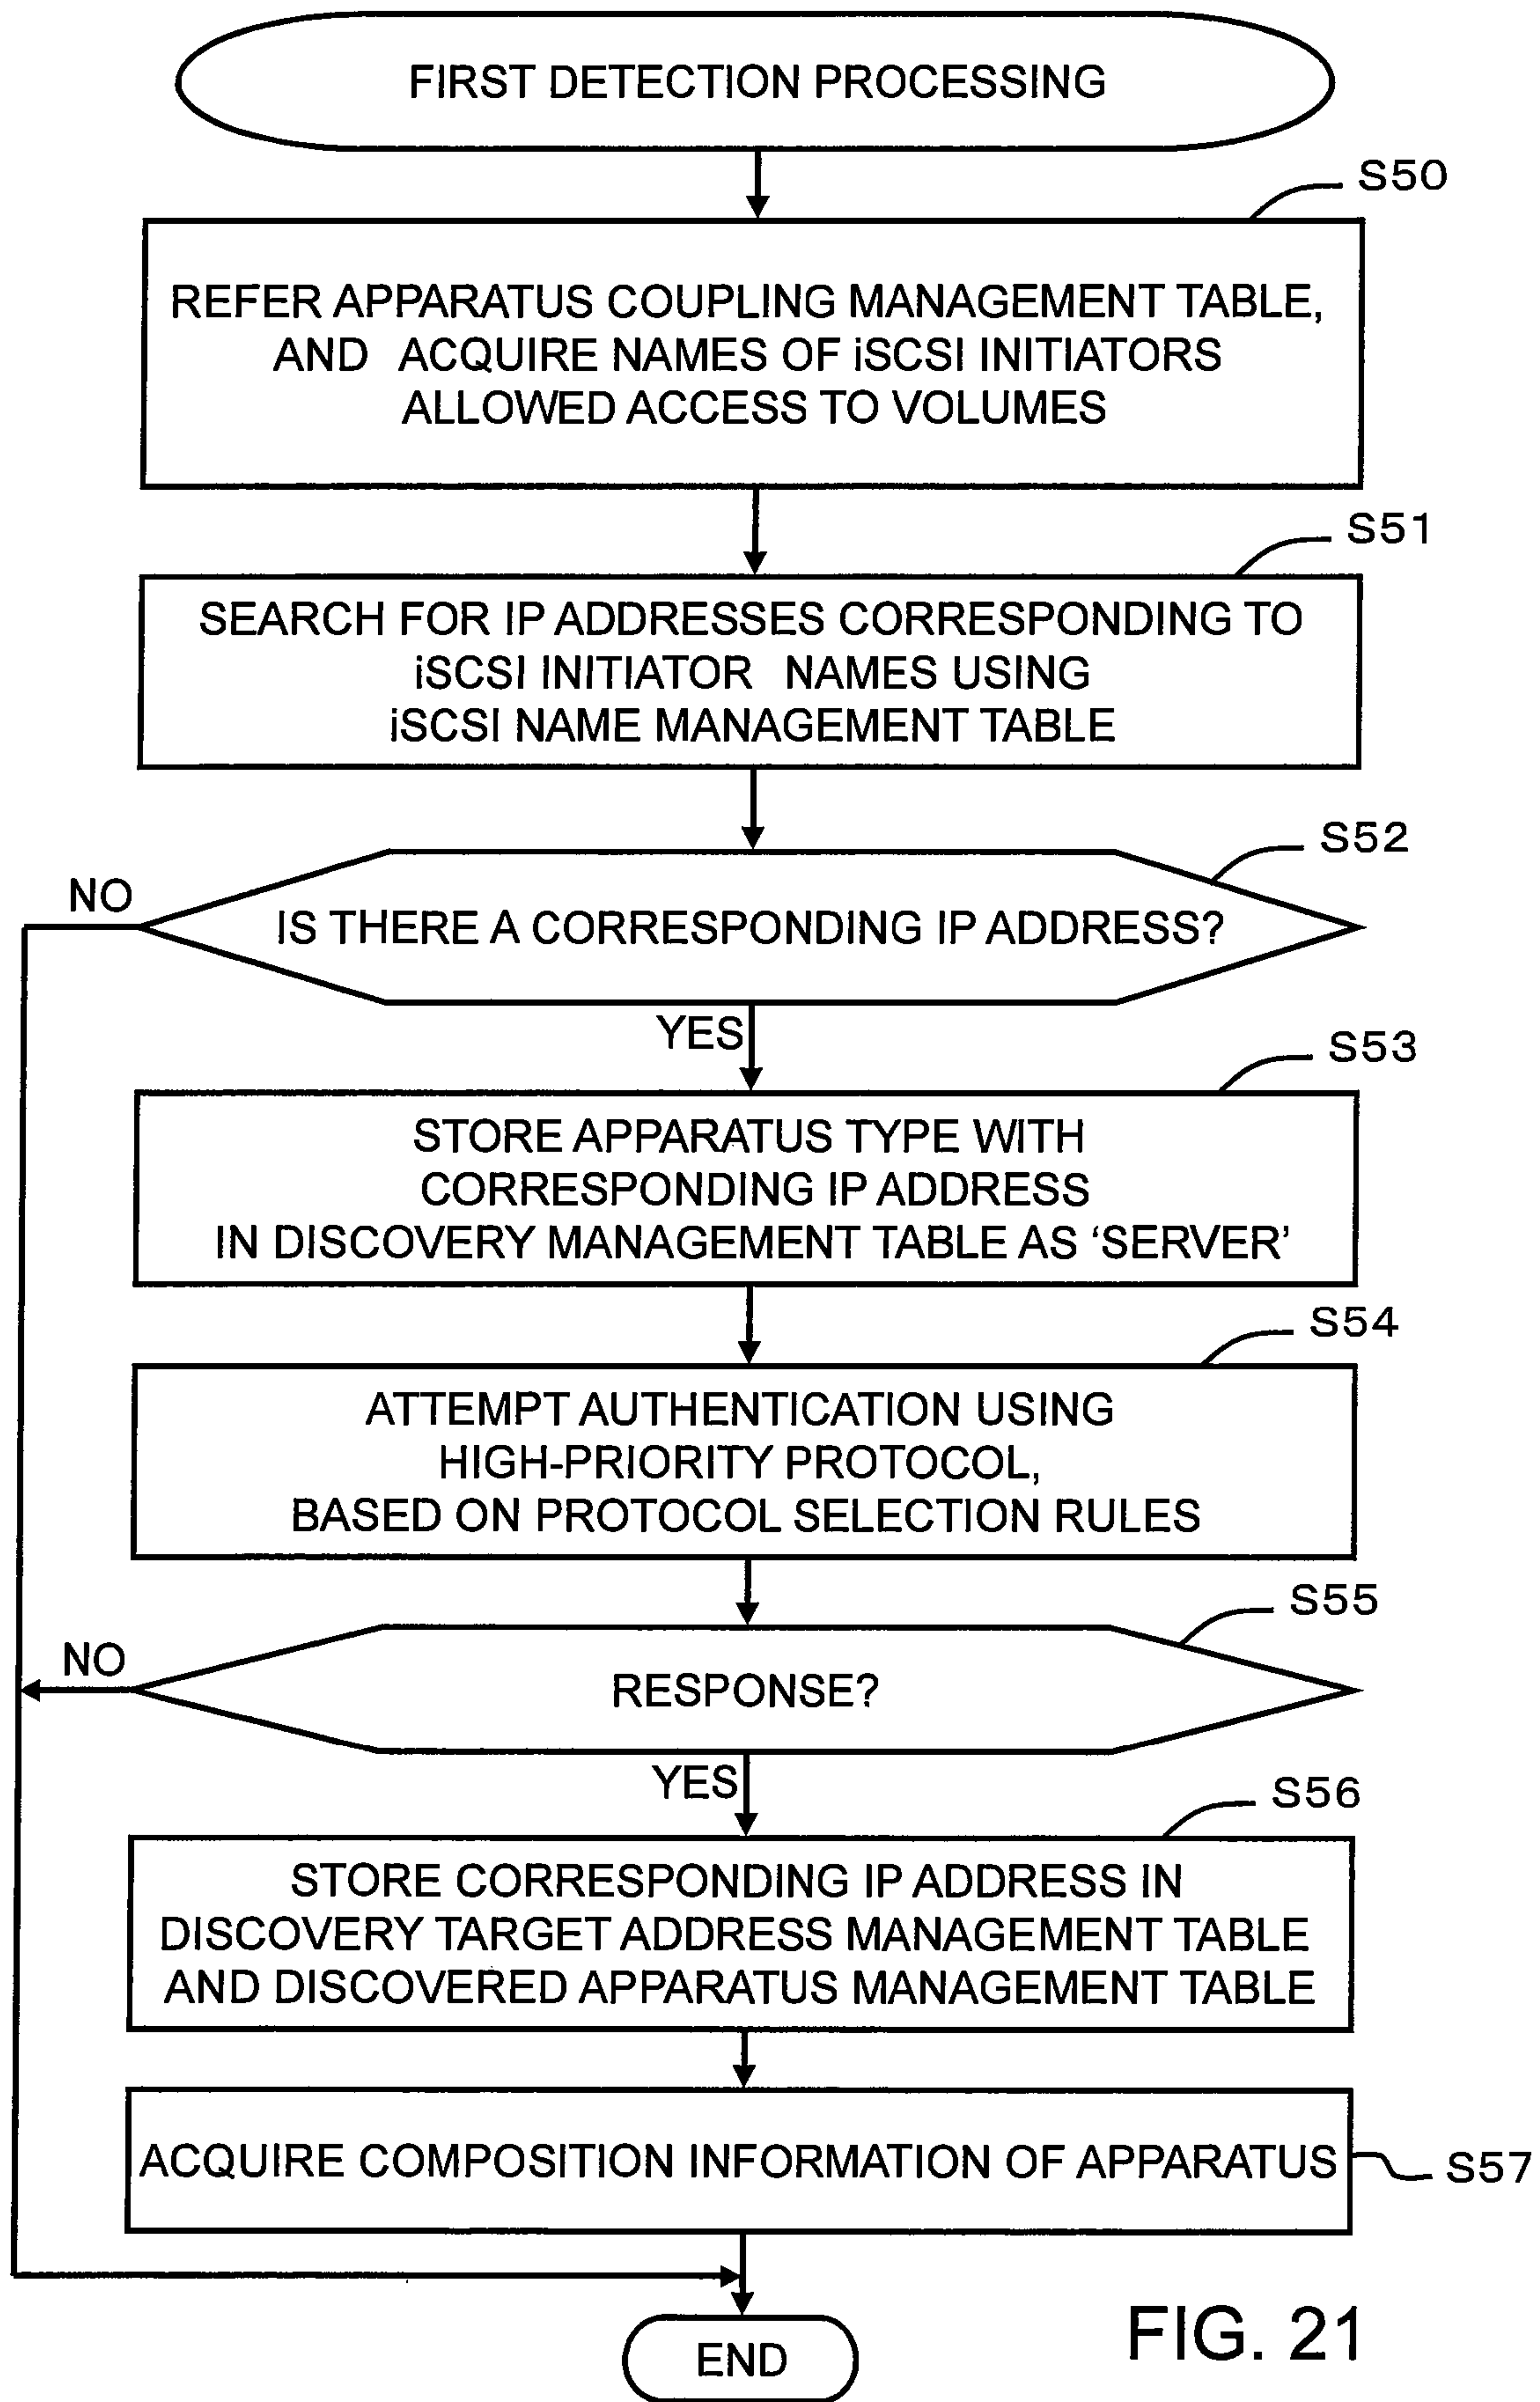 FIRST DETECTION PROCESSING
S50
REFER APPARATUS COUPLING MANAGEMENT TABLE,
AND ACQUIRE NAMES OF iSCSI INITIATORS
ALLOWED ACCESS TO VOLUMES
S51
SEARCH FOR IP ADDRESSES CORRESPONDING TO
iSCSI INITIATOR NAMES USING
iSCSI NAME MANAGEMENT TABLE
S52
NO
IS THERE A CORRESPONDING IP ADDRESS?
YES
S53
STORE APPARATUS TYPE WITH
CORRESPONDING IP ADDRESS
IN DISCOVERY MANAGEMENT TABLE AS ‘SERVER’
S54
ATTEMPT AUTHENTICATION USING
HIGH-PRIORITY PROTOCOL,
BASED ON PROTOCOL SELECTION RULES
S55
NO
RESPONSE?
YES
S56
STORE CORRESPONDING IP ADDRESS IN
DISCOVERY TARGET ADDRESS MANAGEMENT TABLE
AND DISCOVERED APPARATUS MANAGEMENT TABLE
ACQUIRE COMPOSITION INFORMATION OF APPARATUS
S57
END
FIG. 21